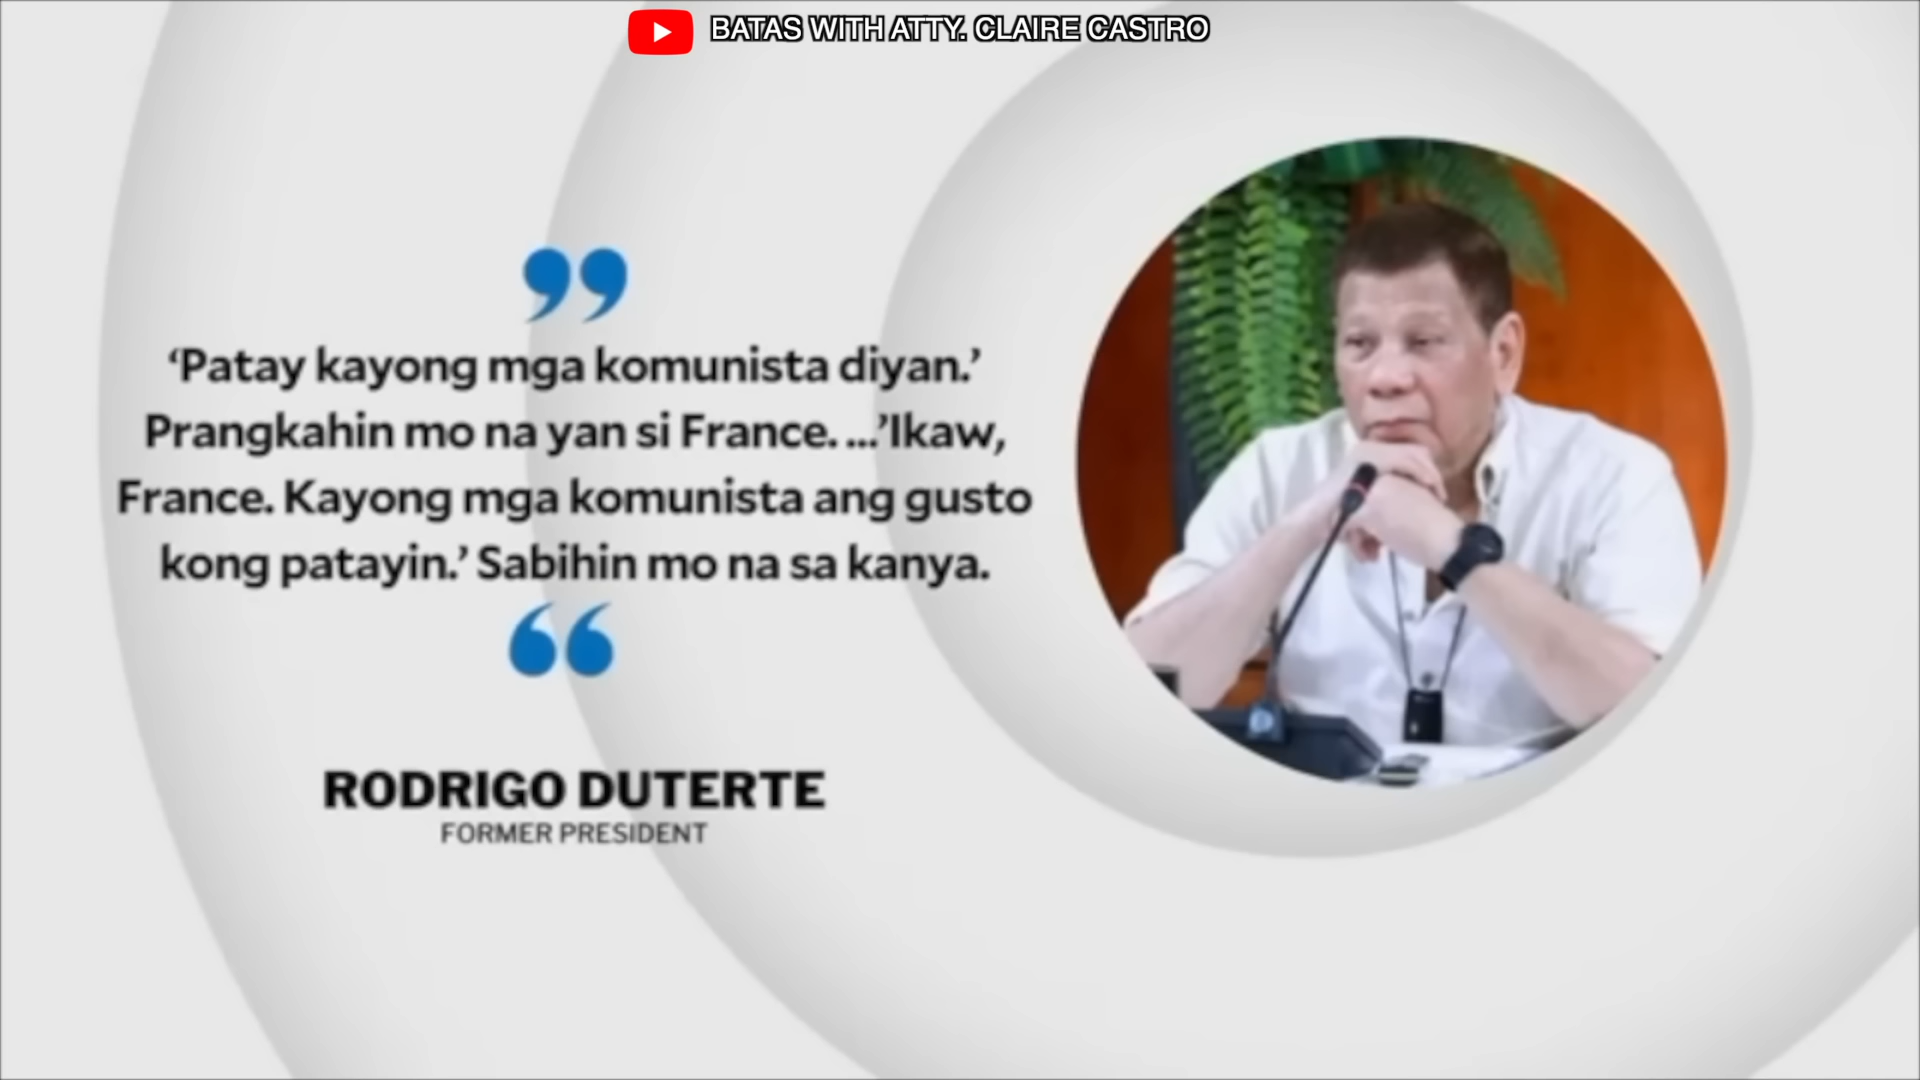 BATAS WITH ATTY. CLAIRE CASTRO
”
‘Patay kayong mga komunista diyan.’
Prangkahin mo na yan si France. ...’Ikaw,
France. Kayong mga komunista ang gusto
kong patayin.’ Sabihin mo na sa kanya.
“
RODRIGO DUTERTE
FORMER PRESIDENT